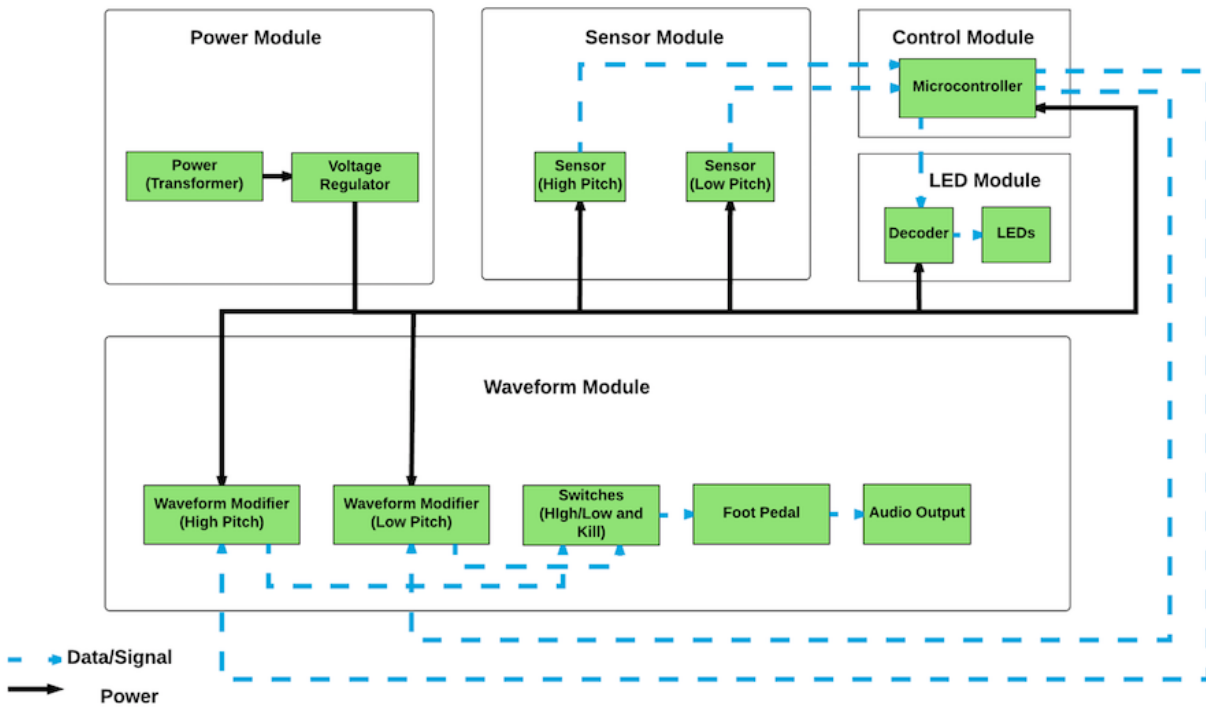 Power Module
Sensor Module
Control Module
Microcontroller
Power
(Transformer)
Voltage
Regulator
Sensor
(High Pitch)
Sensor
(Low Pitch)
LED Module
Decoder
LEDs
Waveform Module
Waveform Modifier
(High Pitch)
Waveform Modifier
(Low Pitch)
Switches
(HIgh/Low and
Kill)
Foot Pedal
Audio Output
Data/Signal
Power